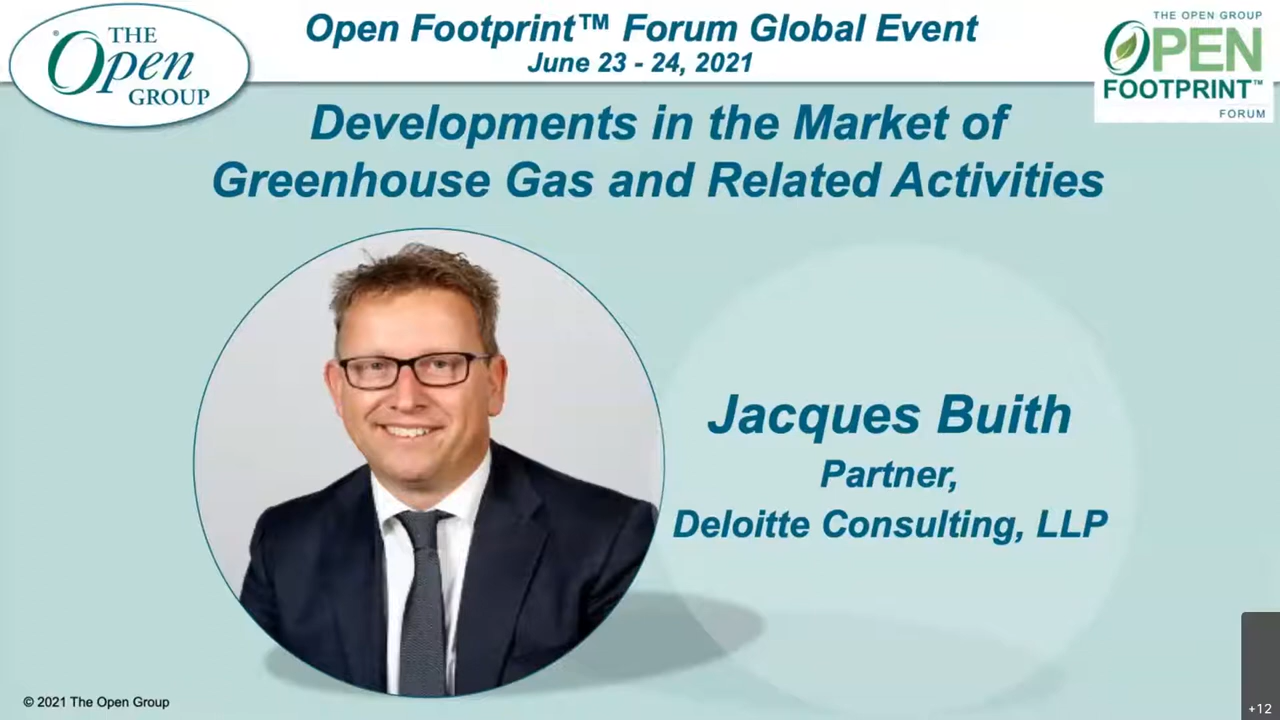 THE
Open
GROUP
Open Footprint™ Forum Global Event
June 23 - 24, 2021
THE OPEN GROUP
OPEN
FOOTPRINT™
FORUM
Developments in the Market of
Greenhouse Gas and Related Activities
Jacques Buith
Partner,
Deloitte Consulting, LLP
© 2021 The Open Group
+12